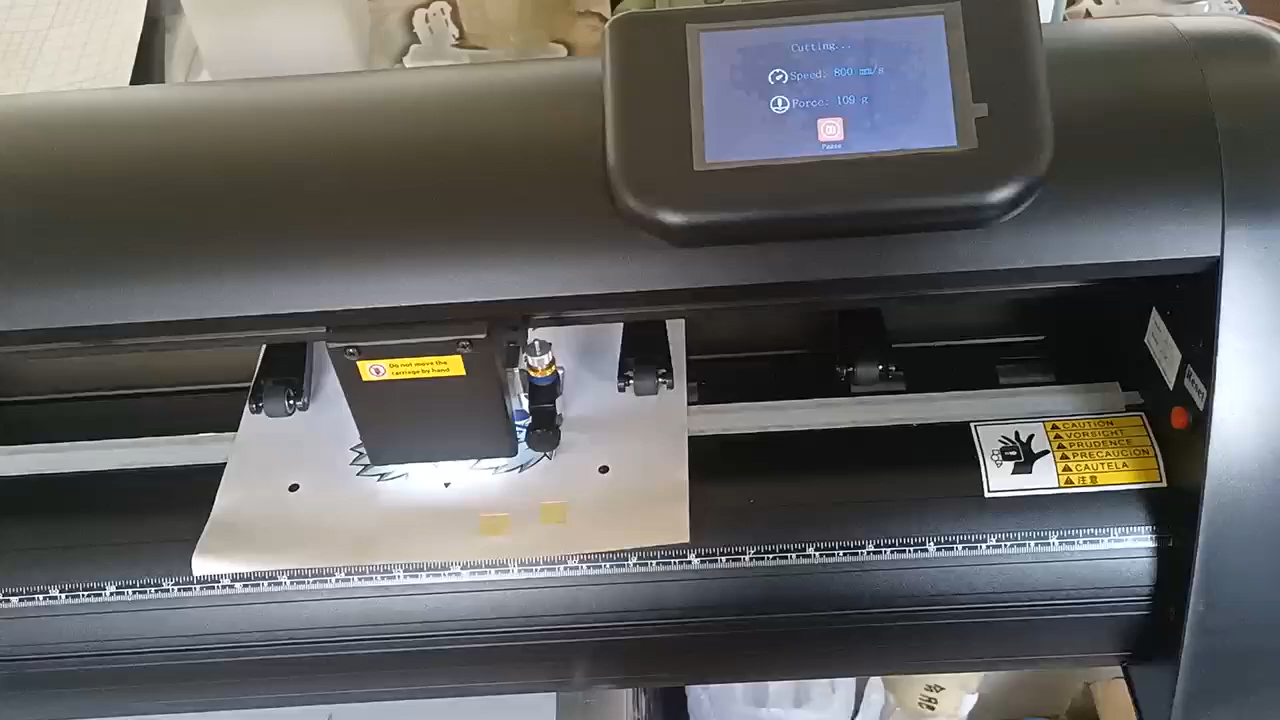 Cutting...
Speed: 800 mm/s
Force: 109 g
Pause
Do not move the
carriage by hand
CAUTION
VORSICHT
PRUDENCE
PRECAUCION
CAUTELA
注意